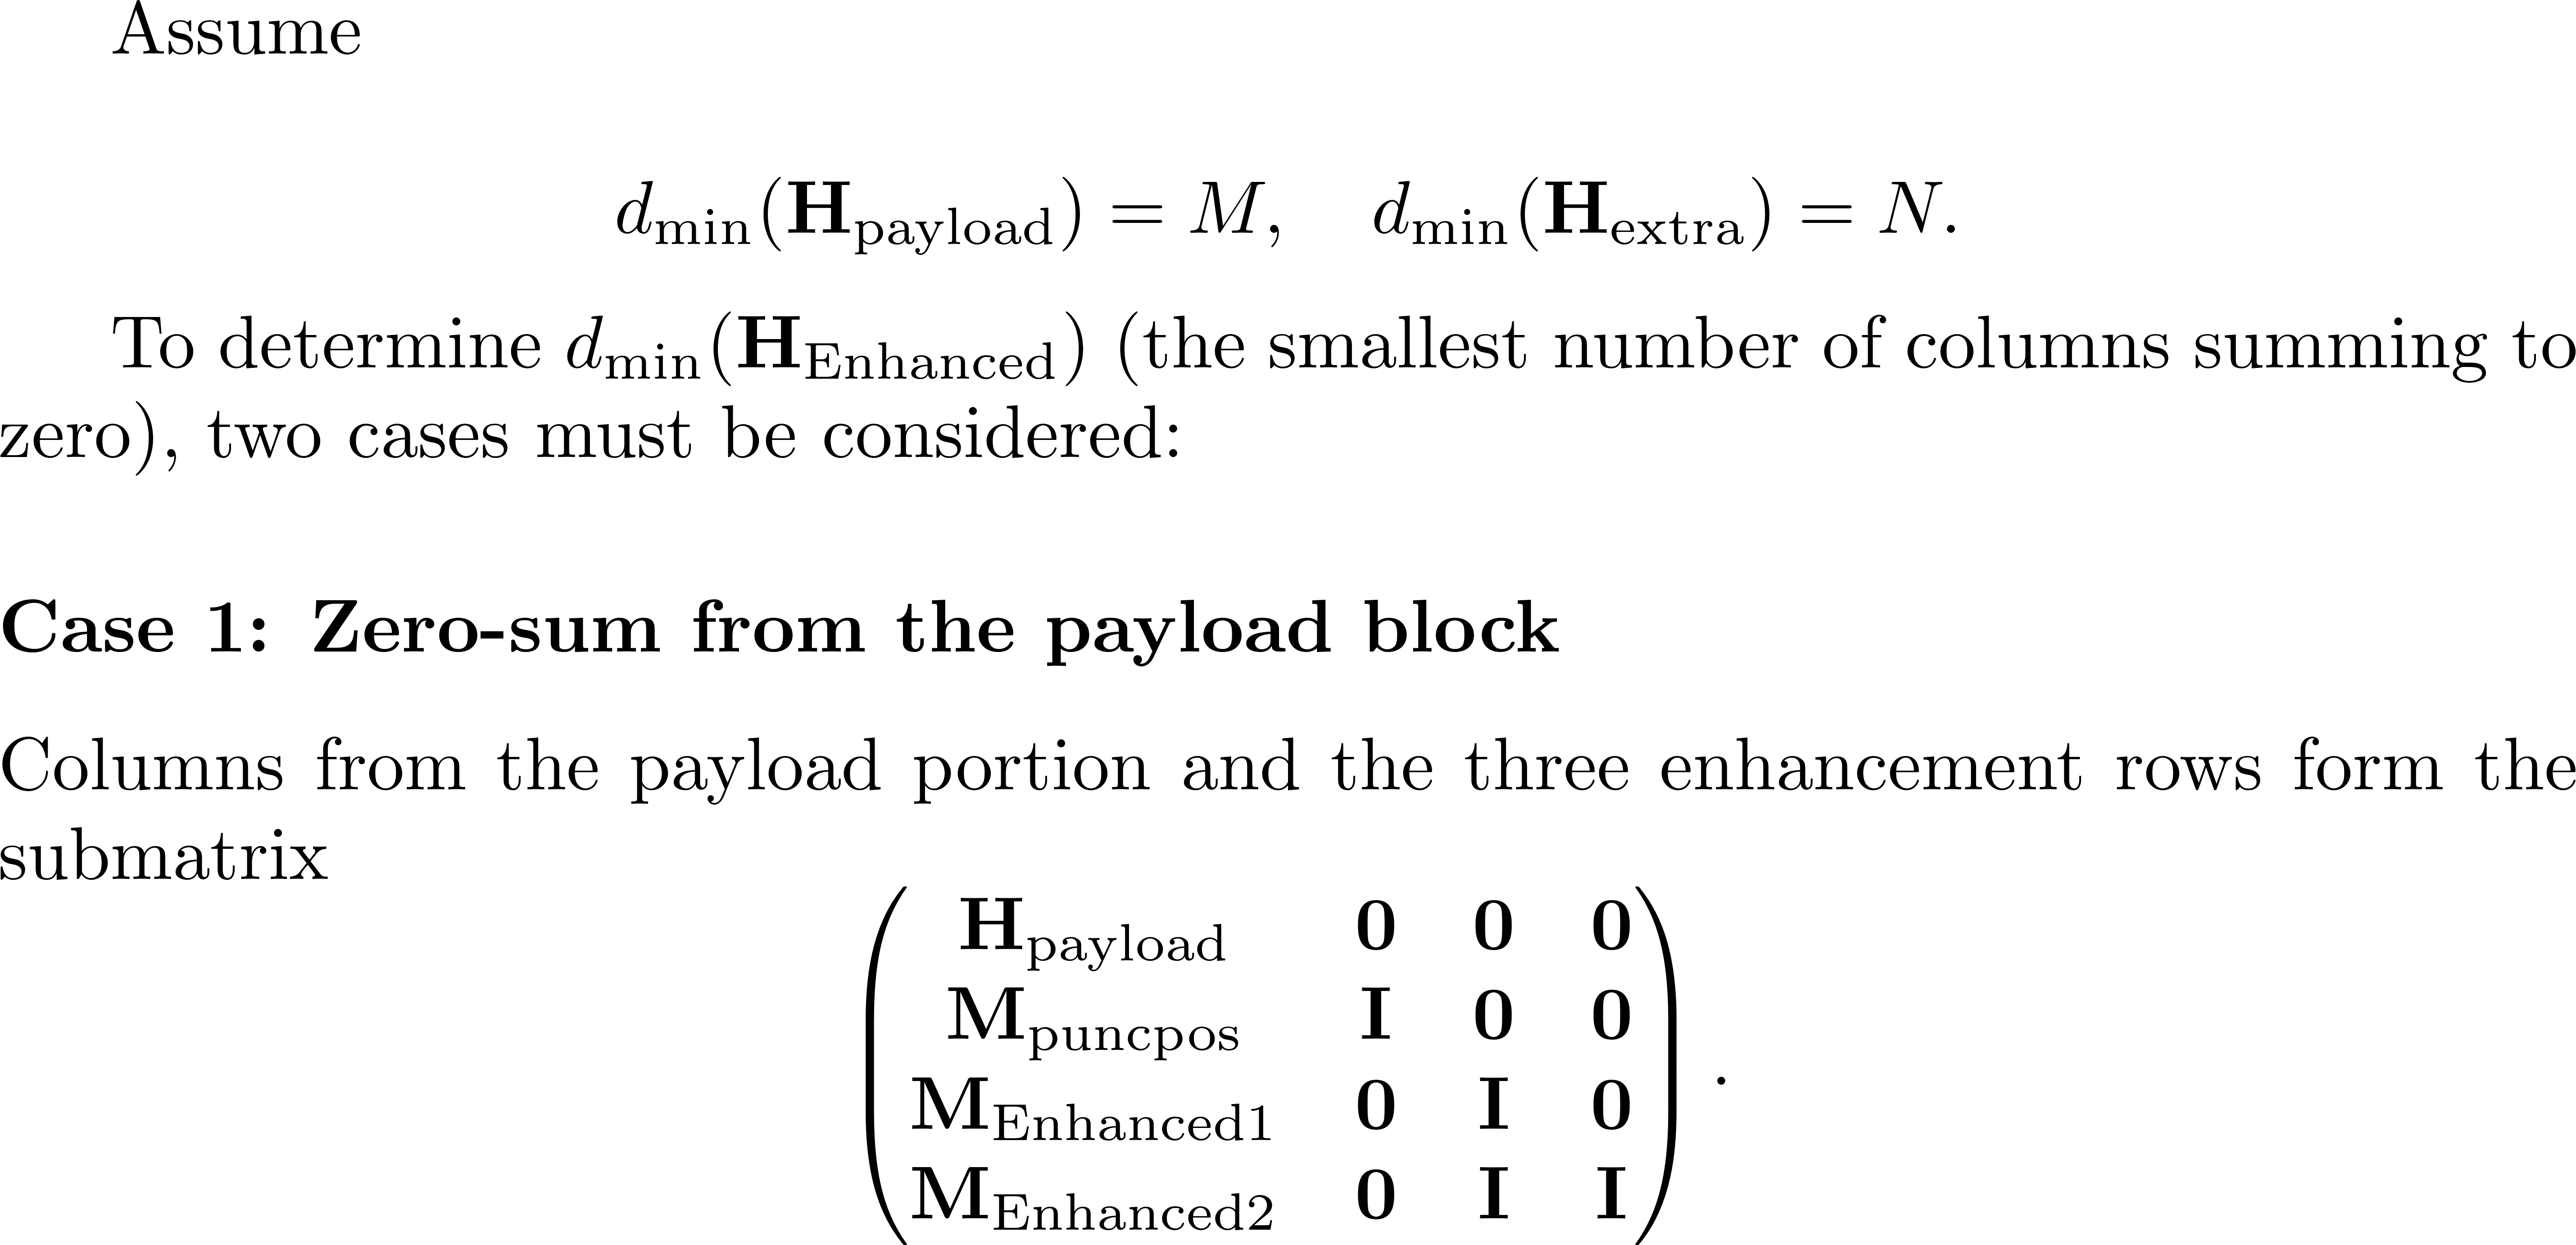 Assume
d_min(H_payload) = M, d_min(H_extra) = N.
To determine d_min(H_Enhanced) (the smallest number of columns summing to
zero), two cases must be considered:
Case 1: Zero-sum from the payload block
Columns from the payload portion and the three enhancement rows form the
submatrix
H_payload 0 0 0
M_puncpos I 0 0
M_Enhanced1 0 I 0
M_Enhanced2 0 I I .